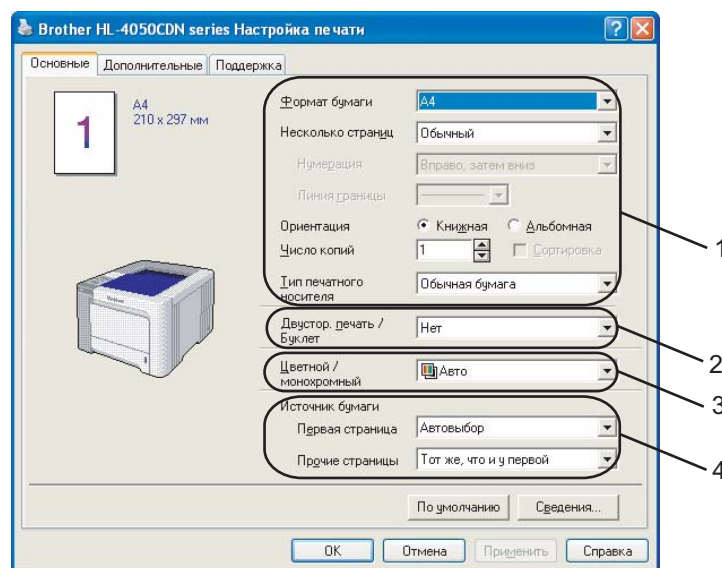 Brother HL-4050CDN series Настройка печати
Основные Дополнительные Поддержка
1
A4
210 x 297 мм
Формат бумаги A4
Несколько страниц Обычный
Нумерация Вправо, затем вниз
Линия границы
Ориентация Книжная Альбомная
Число копий 1 Сортировка
Тип печатного носителя Обычная бумага
1
Двустор. печать / Буклет Нет
2
Цветной / монохромный Авто
3
Источник бумаги
Первая страница Автовыбор
Прочие страницы Тот же, что и у первой
4
По умолчанию Сведения...
OK Отмена Применить Справка